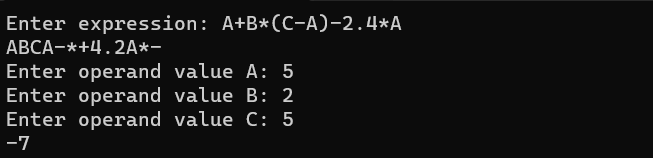 Enter expression: A+B*(C-A)-2.4*A
ABCA-*+4.2A*-
Enter operand value A: 5
Enter operand value B: 2
Enter operand value C: 5
-7